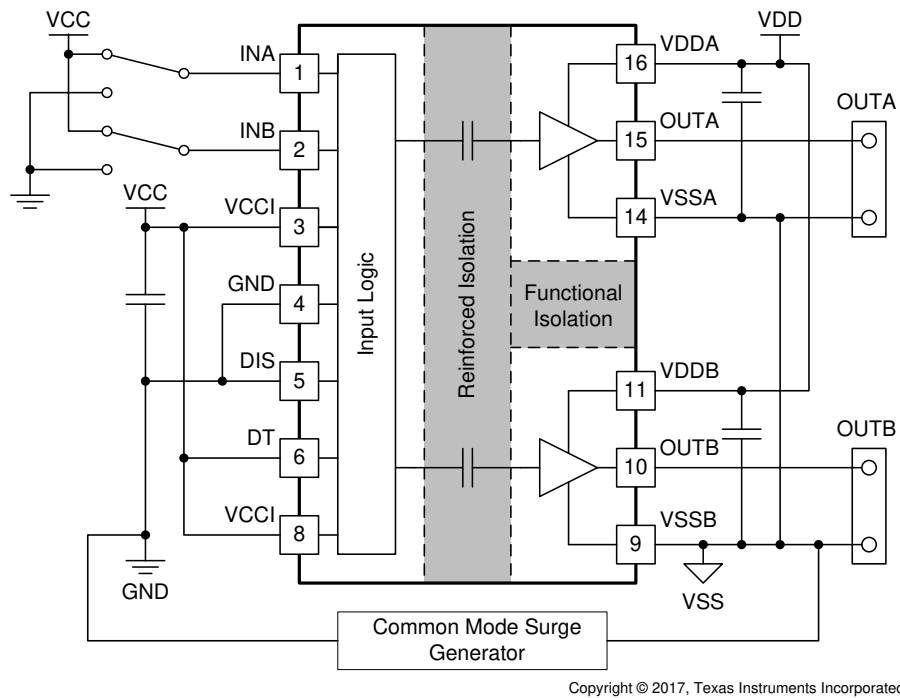 VCC
VDD
INA
1
16
VDDA
OUTA
INB
2
15
OUTA
VCC
VCCI
3
14
VSSA
Input Logic
Reinforced Isolation
Functional
Isolation
GND
4
DIS
5
11
VDDB
DT
6
10
OUTB
OUTB
VCCI
8
9
VSSB
GND
VSS
Common Mode Surge
Generator
Copyright © 2017, Texas Instruments Incorporated